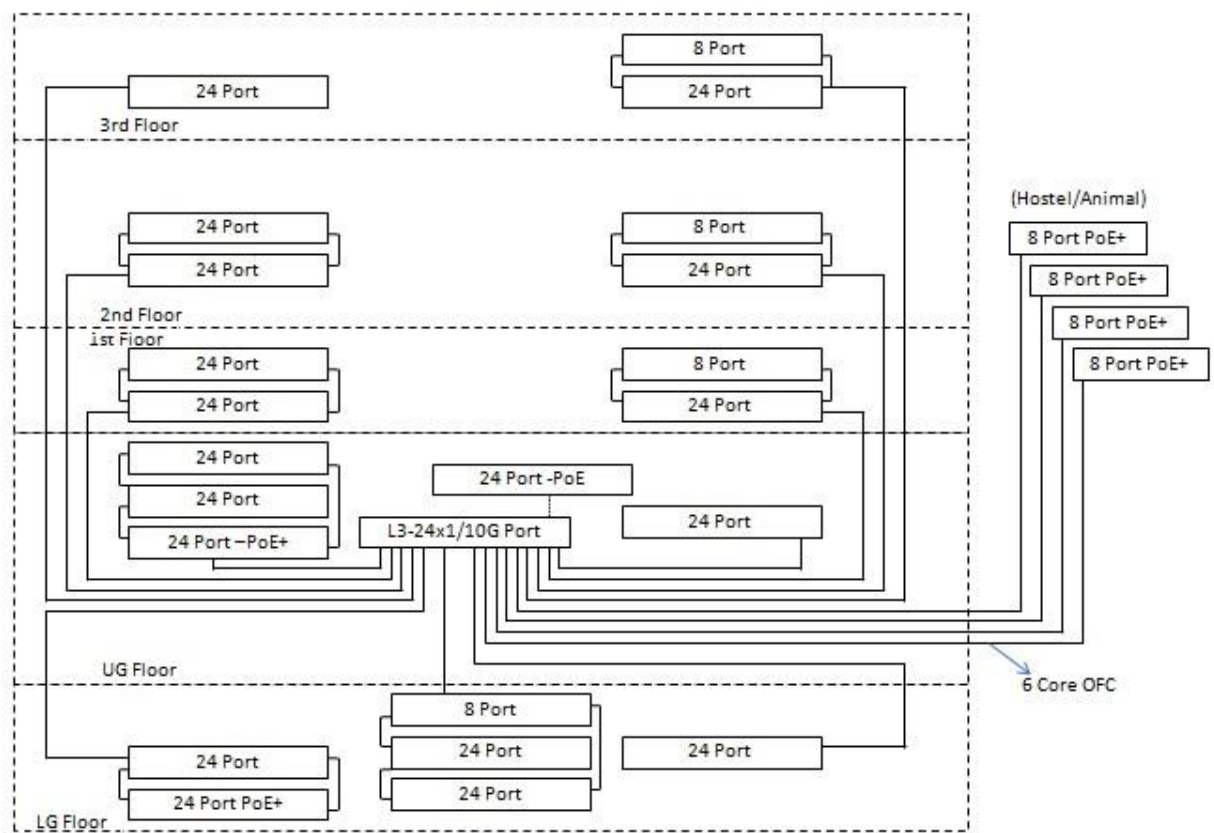 8 Port
24 Port
24 Port
3rd Floor
(Hostel/Animal)
24 Port
8 Port
8 Port PoE+
24 Port
24 Port
8 Port PoE+
2nd Floor
8 Port PoE+
1st Floor
24 Port
8 Port
8 Port PoE+
24 Port
24 Port
24 Port
24 Port -PoE
24 Port
24 Port
L3-24x1/10G Port
24 Port –PoE+
UG Floor
6 Core OFC
8 Port
24 Port
24 Port
24 Port
24 Port PoE+
24 Port
LG Floor